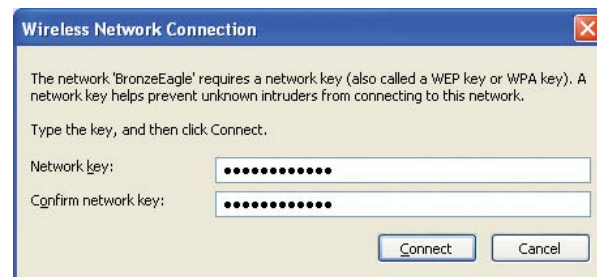 Wireless Network Connection
The network 'BronzeEagle' requires a network key (also called a WEP key or WPA key). A
network key helps prevent unknown intruders from connecting to this network.
Type the key, and then click Connect.
Network key: ••••••••••••
Confirm network key: ••••••••••••
Connect Cancel